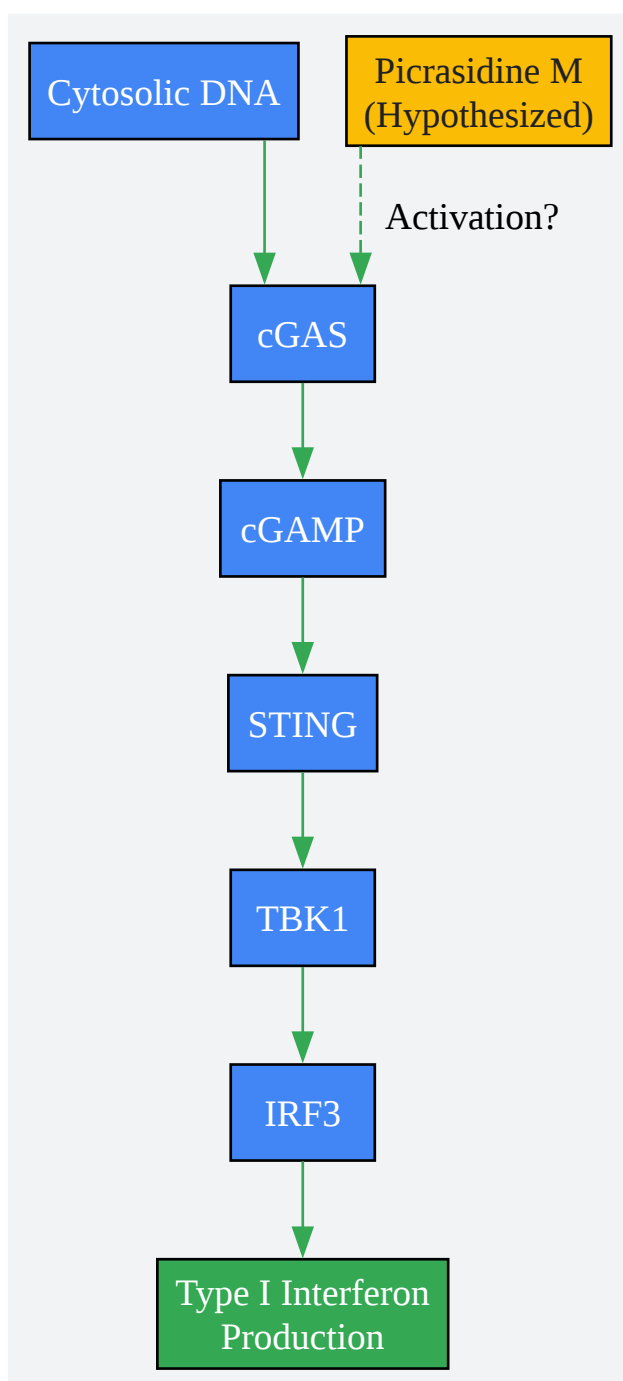 Cytosolic DNA
Picrasidine M
(Hypothesized)
Activation?
cGAS
cGAMP
STING
TBK1
IRF3
Type I Interferon
Production